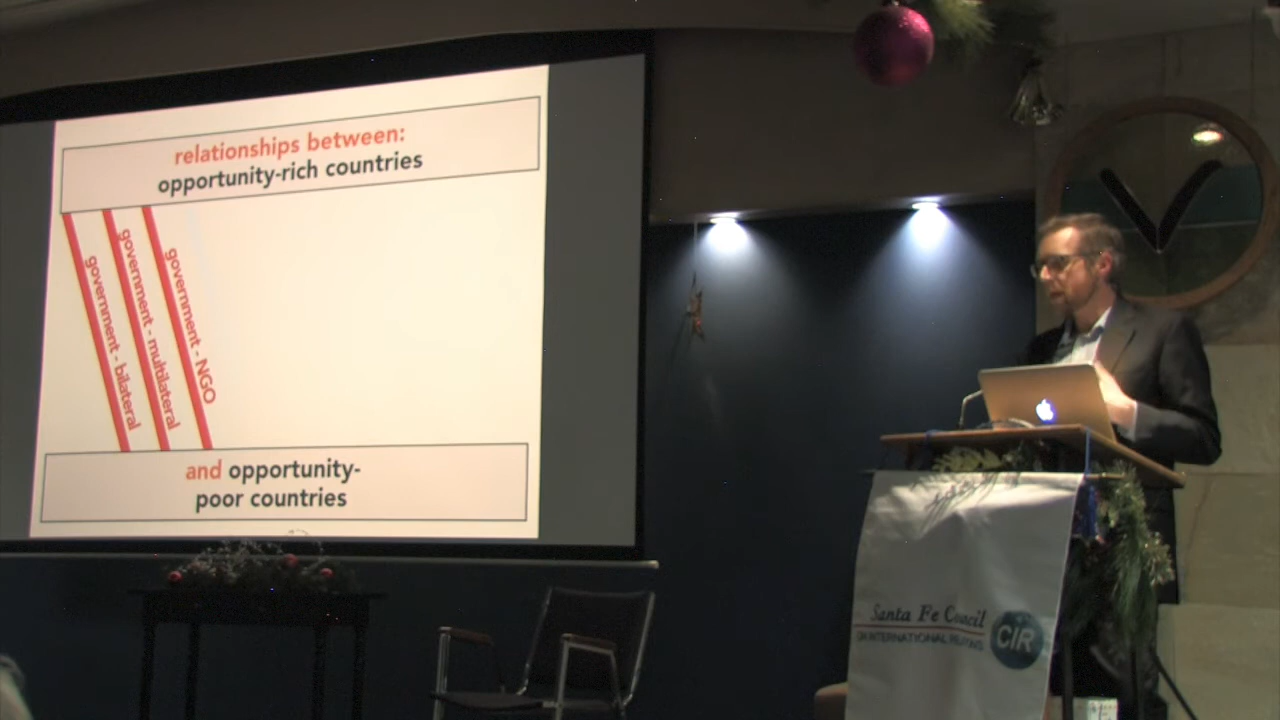 relationships between:
opportunity-rich countries
government - bilateral
government - multilateral
government - NGO
and opportunity-
poor countries
Santa Fe Council
ON INTERNATIONAL RELATIONS
CIR